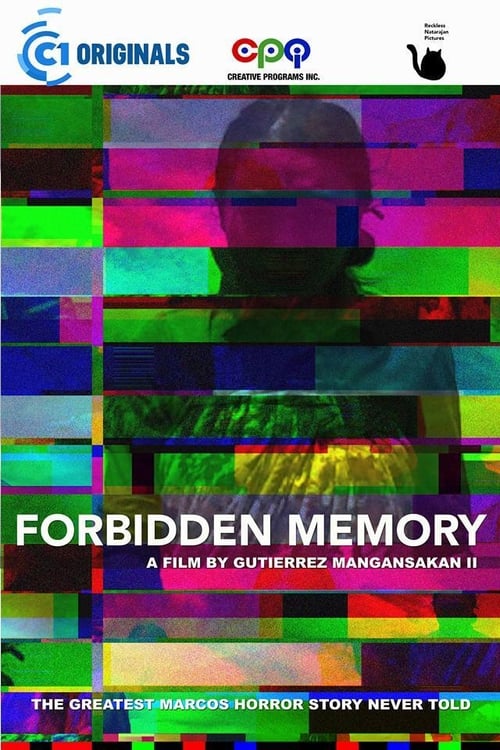 C1 ORIGINALS
cpi
CREATIVE PROGRAMS INC.
Reckless
Natarajan
Pictures
FORBIDDEN MEMORY
A FILM BY GUTIERREZ MANGANSAKAN II
THE GREATEST MARCOS HORROR STORY NEVER TOLD